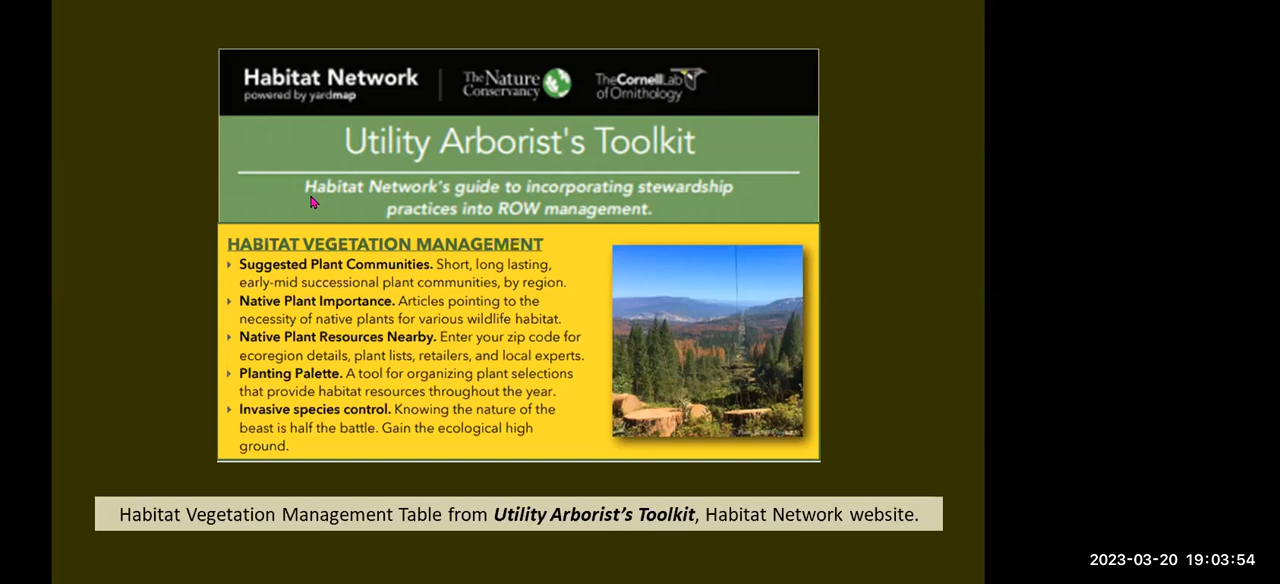 Habitat Network
powered by yardmap
The Nature
Conservancy
The CornellLab
of Ornithology
Utility Arborist's Toolkit
Habitat Network's guide to incorporating stewardship
practices into ROW management.
HABITAT VEGETATION MANAGEMENT
Suggested Plant Communities. Short, long lasting,
early-mid successional plant communities, by region.
Native Plant Importance. Articles pointing to the
necessity of native plants for various wildlife habitat.
Native Plant Resources Nearby. Enter your zip code for
ecoregion details, plant lists, retailers, and local experts.
Planting Palette. A tool for organizing plant selections
that provide habitat resources throughout the year.
Invasive species control. Knowing the nature of the
beast is half the battle. Gain the ecological high
ground.
Habitat Vegetation Management Table from Utility Arborist’s Toolkit, Habitat Network website.
2023-03-20 19:03:54